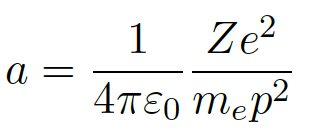 a = \frac{1}{4\pi\varepsilon_0} \frac{Ze^2}{m_e p^2}